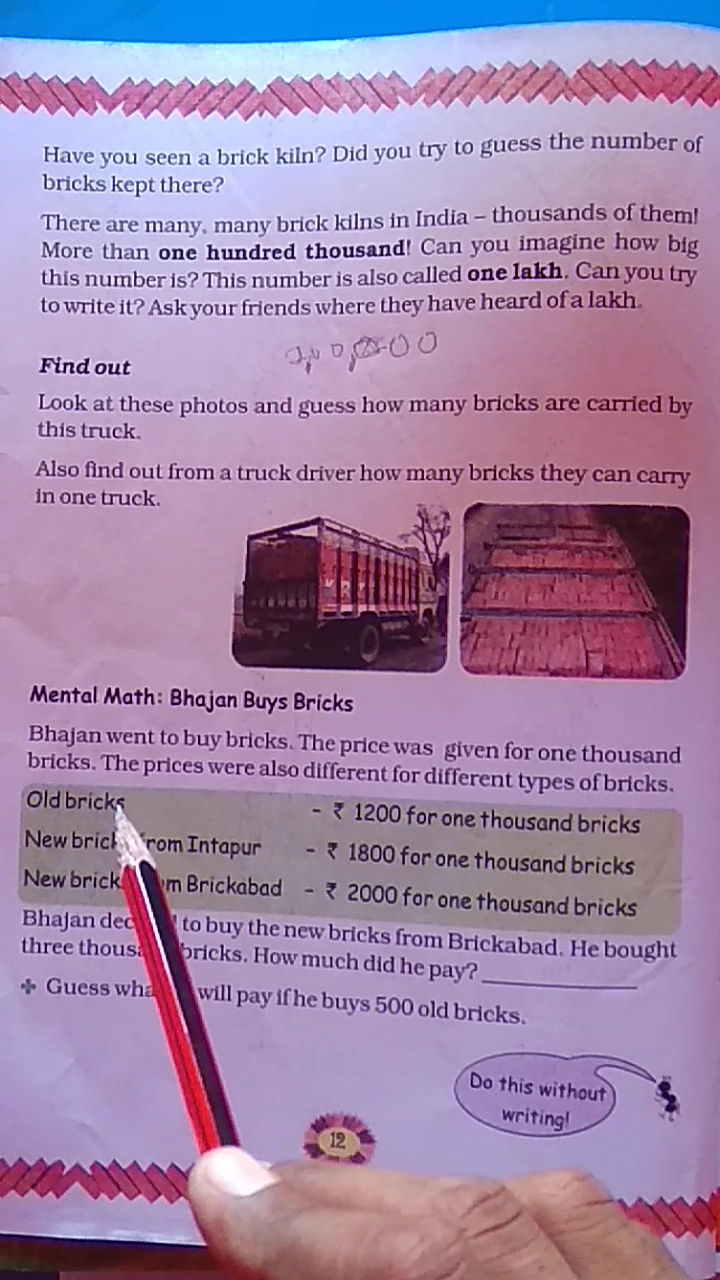 Have you seen a brick kiln? Did you try to guess the number of
bricks kept there?
There are many, many brick kilns in India – thousands of them!
More than one hundred thousand! Can you imagine how big
this number is? This number is also called one lakh. Can you try
to write it? Ask your friends where they have heard of a lakh.
Find out
Look at these photos and guess how many bricks are carried by
this truck.
Also find out from a truck driver how many bricks they can carry
in one truck.
Mental Math: Bhajan Buys Bricks
Bhajan went to buy bricks. The price was given for one thousand
bricks. The prices were also different for different types of bricks.
Old bricks - ₹ 1200 for one thousand bricks
New from Intapur - ₹ 1800 for one thousand bricks
New Brickabad - ₹ 2000 for one thousand bricks
Bhajan to buy the new bricks from Brickabad. He bought
three bricks. How much did he pay?
✤ Guess will pay if he buys 500 old bricks.
Do this without
writing!
12